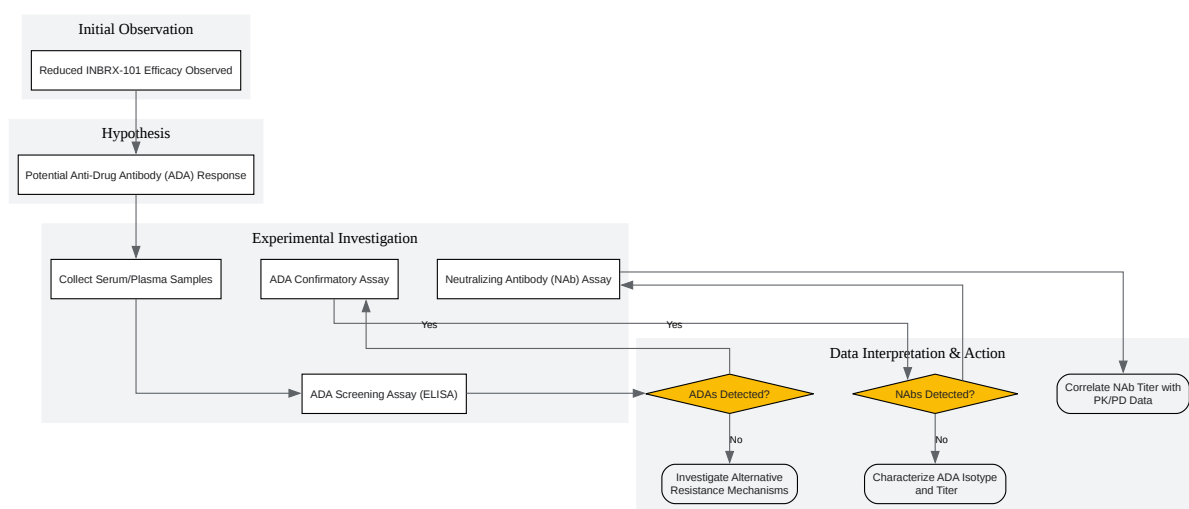 Initial Observation
Reduced INBRX-101 Efficacy Observed
Hypothesis
Potential Anti-Drug Antibody (ADA) Response
Experimental Investigation
Collect Serum/Plasma Samples
ADA Confirmatory Assay
Neutralizing Antibody (NAb) Assay
Yes
Yes
Data Interpretation & Action
ADA Screening Assay (ELISA)
ADAs Detected?
NAbs Detected?
Correlate NAb Titer with
PK/PD Data
No
No
Investigate Alternative
Resistance Mechanisms
Characterize ADA Isotype
and Titer